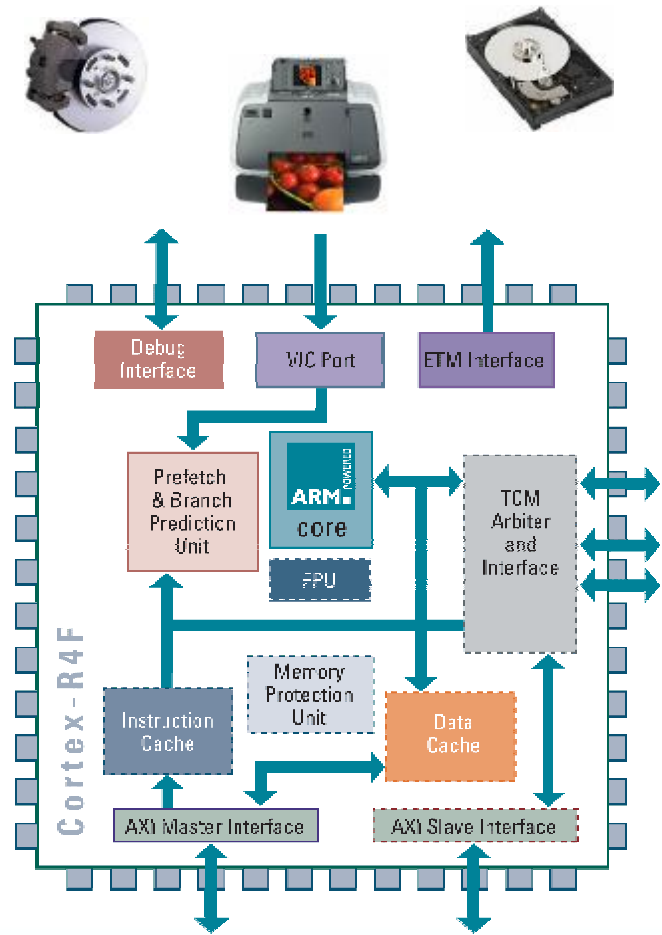 Debug
Interface
VIC Port
ETM Interface
Prefetch
& Branch
Prediction
Unit
ARM
POWERED
core
FPU
TCM
Arbiter
and
Interface
Memory
Protection
Unit
Instruction
Cache
Data
Cache
AXI Master Interface
AXI Slave Interface
Cortex-R4F